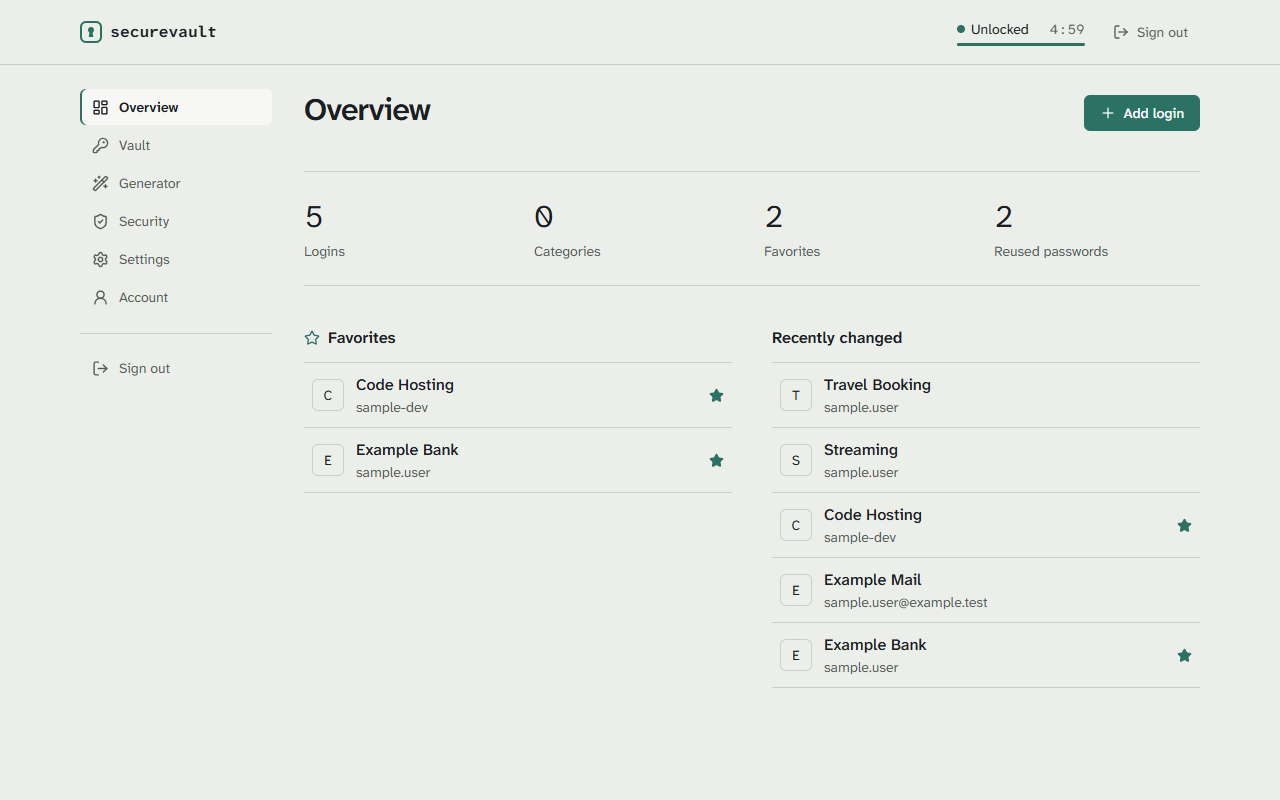 securevault
Unlocked 4:59
Sign out
Overview
Vault
Generator
Security
Settings
Account
Sign out
Overview
Add login
5
Logins
0
Categories
2
Favorites
2
Reused passwords
Favorites
C
Code Hosting
sample-dev
E
Example Bank
sample.user
Recently changed
T
Travel Booking
sample.user
S
Streaming
sample.user
C
Code Hosting
sample-dev
E
Example Mail
sample.user@example.test
E
Example Bank
sample.user